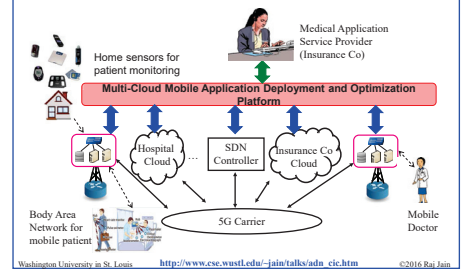 Medical Application
Service Provider
(Insurance Co)
Home sensors for
patient monitoring
Multi-Cloud Mobile Application Deployment and Optimization
Platform
Hospital
Cloud
...
SDN
Controller
Insurance Co
Cloud
Body Area
Network for
mobile patient
5G Carrier
Mobile
Doctor
Washington University in St. Louis
http://www.cse.wustl.edu/~jain/talks/adn_cic.htm
©2016 Raj Jain